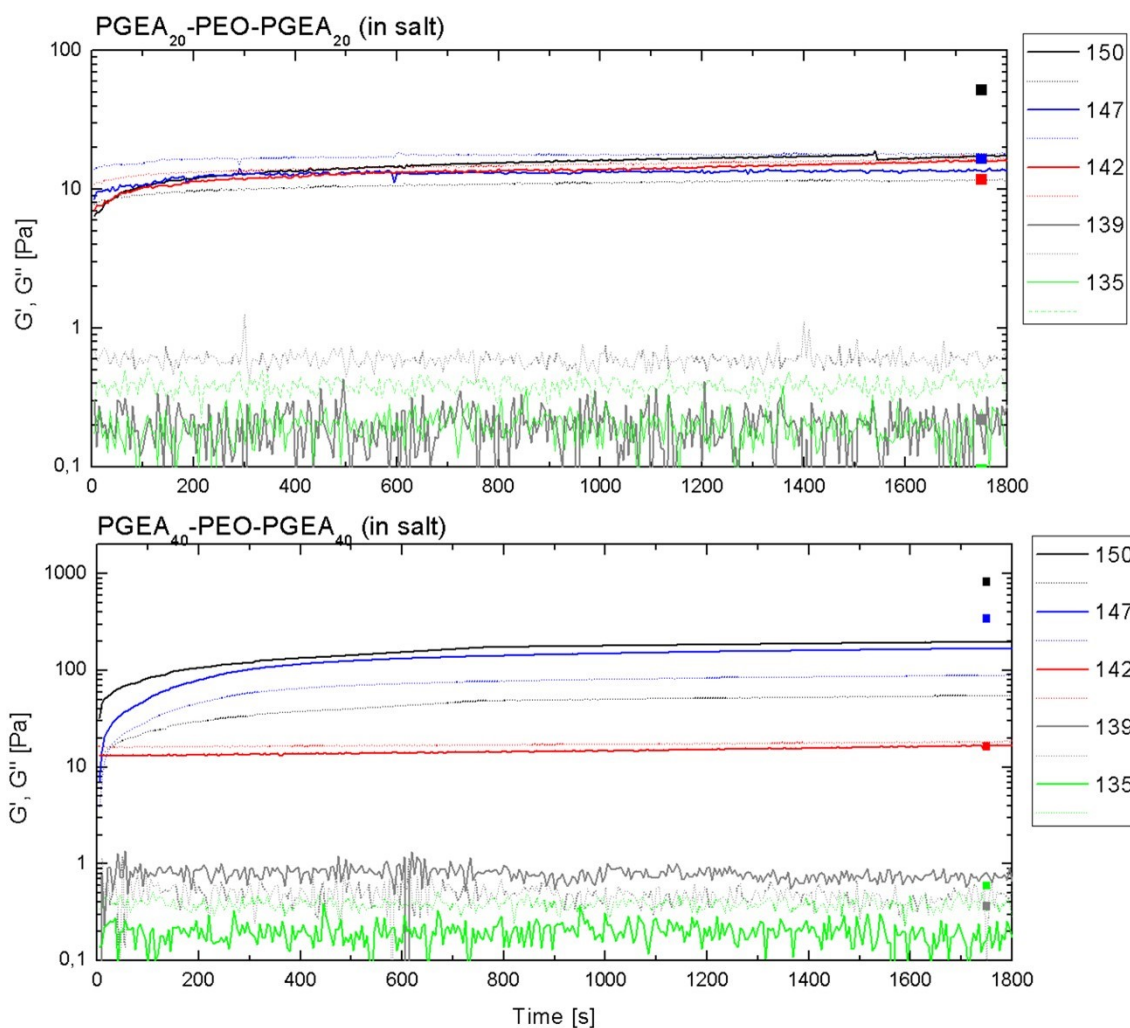 PGEA20-PEO-PGEA20 (in salt)
100
10
1
0,1
G', G'' [Pa]
0 200 400 600 800 1000 1200 1400 1600 1800
150
147
142
139
135
PGEA40-PEO-PGEA40 (in salt)
1000
100
10
1
0,1
G', G'' [Pa]
0 200 400 600 800 1000 1200 1400 1600 1800
Time [s]
150
147
142
139
135